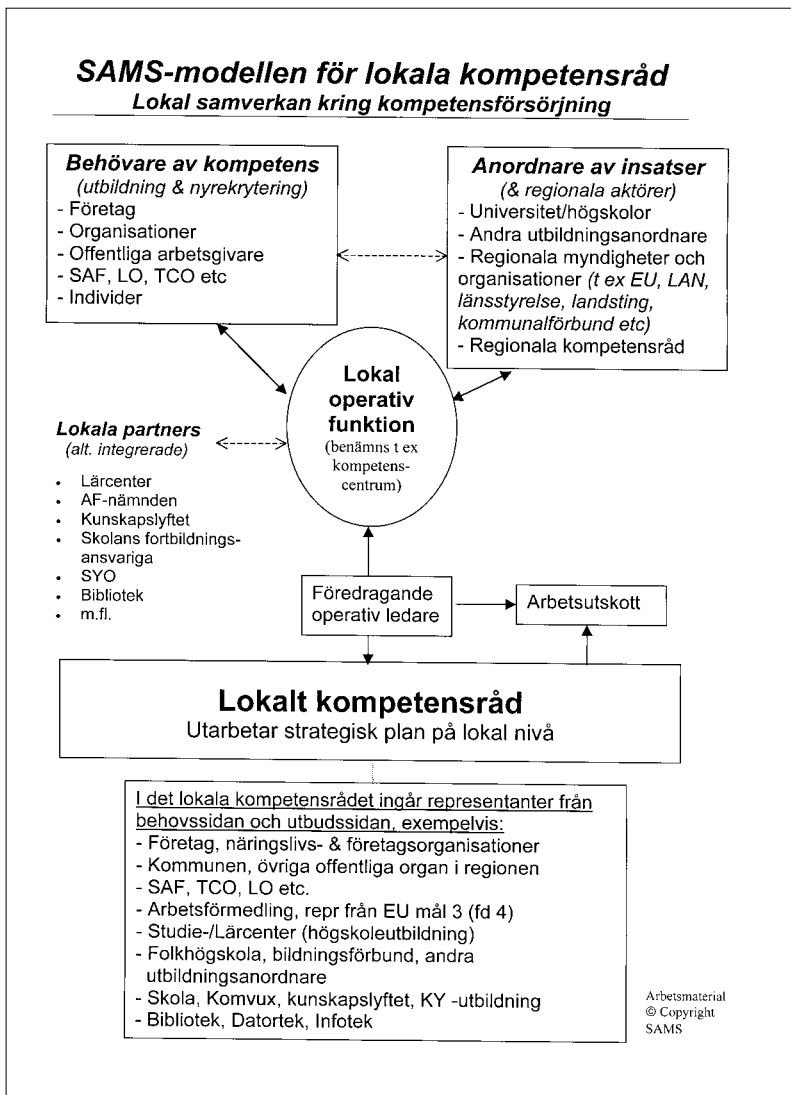 SAMS-modellen för lokala kompetensråd
Lokal samverkan kring kompetensförsörjning
Behövare av kompetens
(utbildning & nyrekrytering)
- Företag
- Organisationer
- Offentliga arbetsgivare
- SAF, LO, TCO etc
- Individer
Anordnare av insatser
(& regionala aktörer)
- Universitet/högskolor
- Andra utbildningsanordnare
- Regionala myndigheter och
organisationer (t ex EU, LAN,
länsstyrelse, landsting,
kommunalförbund etc)
- Regionala kompetensråd
Lokal
operativ
funktion
(benämns t ex
kompetens-
centrum)
Lokala partners
(alt. integrerade)
• Lärcenter
• AF-nämnden
• Kunskapslyftet
• Skolans fortbildnings-
ansvariga
• SYO
• Bibliotek
• m.fl.
Föredragande
operativ ledare
Arbetsutskott
Lokalt kompetensråd
Utarbetar strategisk plan på lokal nivå
I det lokala kompetensrådet ingår representanter från
behovssidan och utbudssidan, exempelvis:
- Företag, näringslivs- & företagsorganisationer
- Kommunen, övriga offentliga organ i regionen
- SAF, TCO, LO etc.
- Arbetsförmedling, repr från EU mål 3 (fd 4)
- Studie-/Lärcenter (högskoleutbildning)
- Folkhögskola, bildningsförbund, andra
utbildningsanordnare
- Skola, Komvux, kunskapslyftet, KY -utbildning
- Bibliotek, Datortek, Infotek
Arbetsmaterial
© Copyright
SAMS